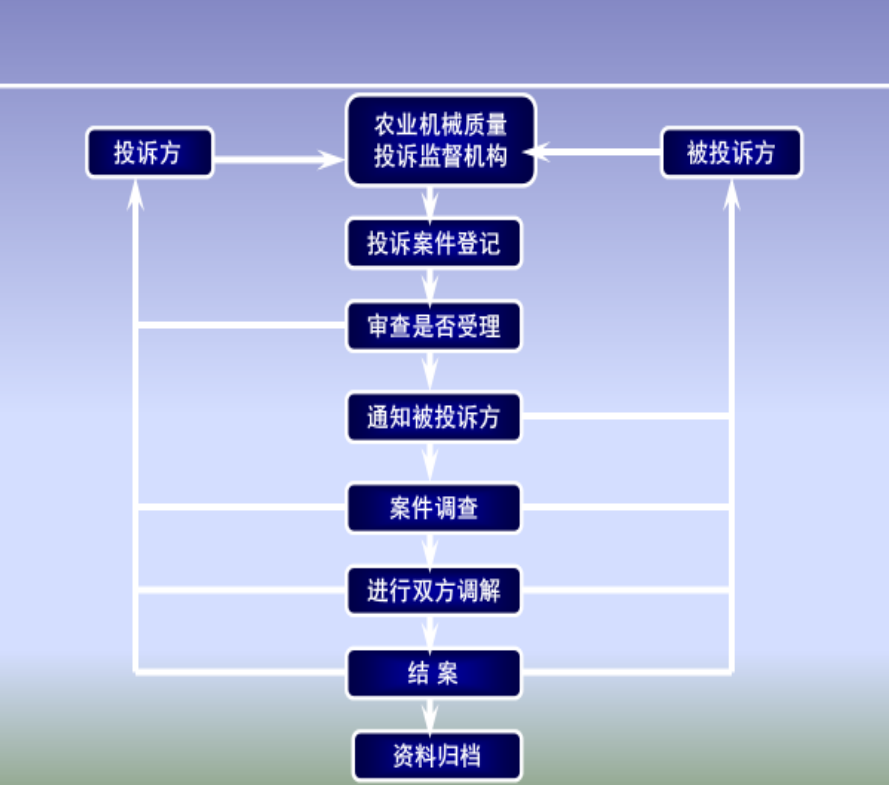 农业机械质量
投诉监督机构
投诉方
被投诉方
投诉案件登记
审查是否受理
通知被投诉方
案件调查
进行双方调解
结 案
资料归档